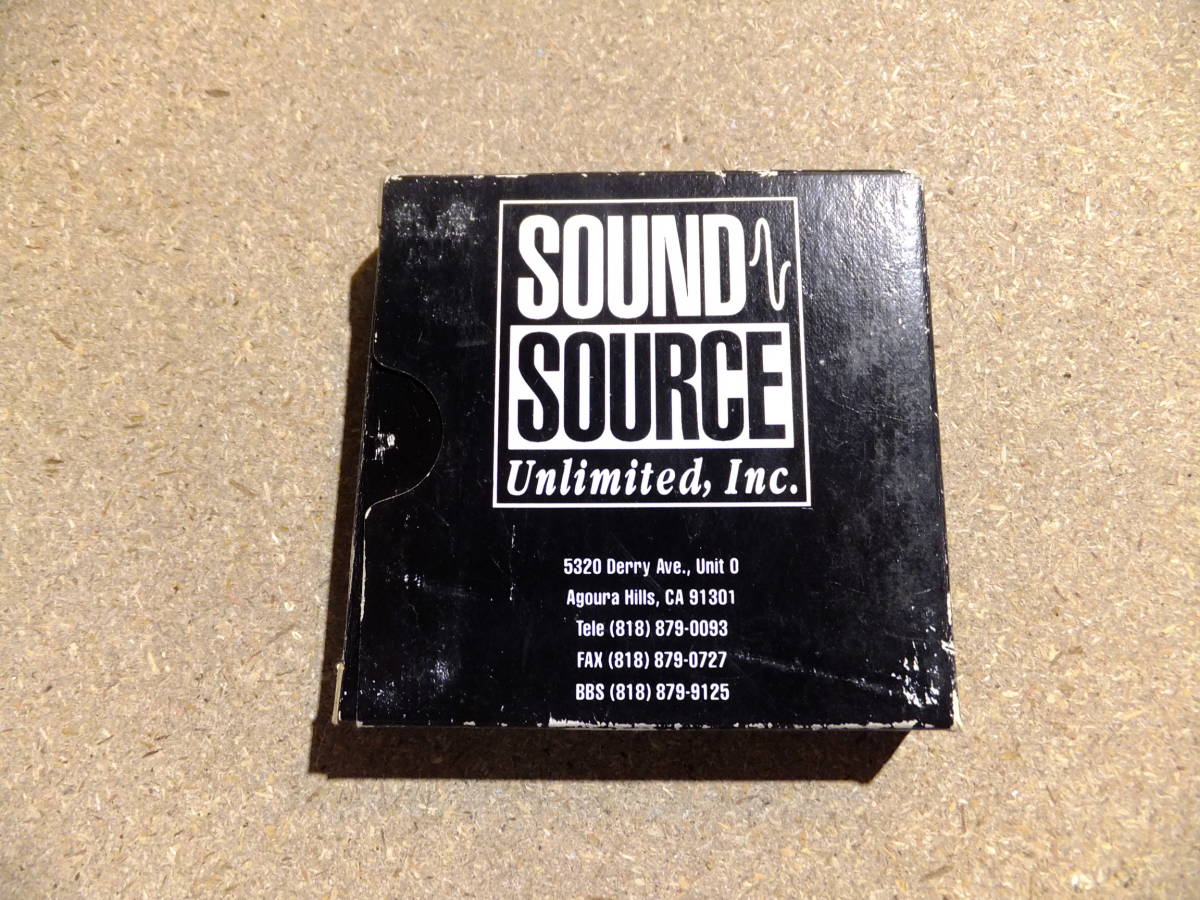 SOUND
SOURCE
Unlimited, Inc.
5320 Derry Ave., Unit O
Agoura Hills, CA 91301
Tele (818) 879-0093
FAX (818) 879-0727
BBS (818) 879-9125